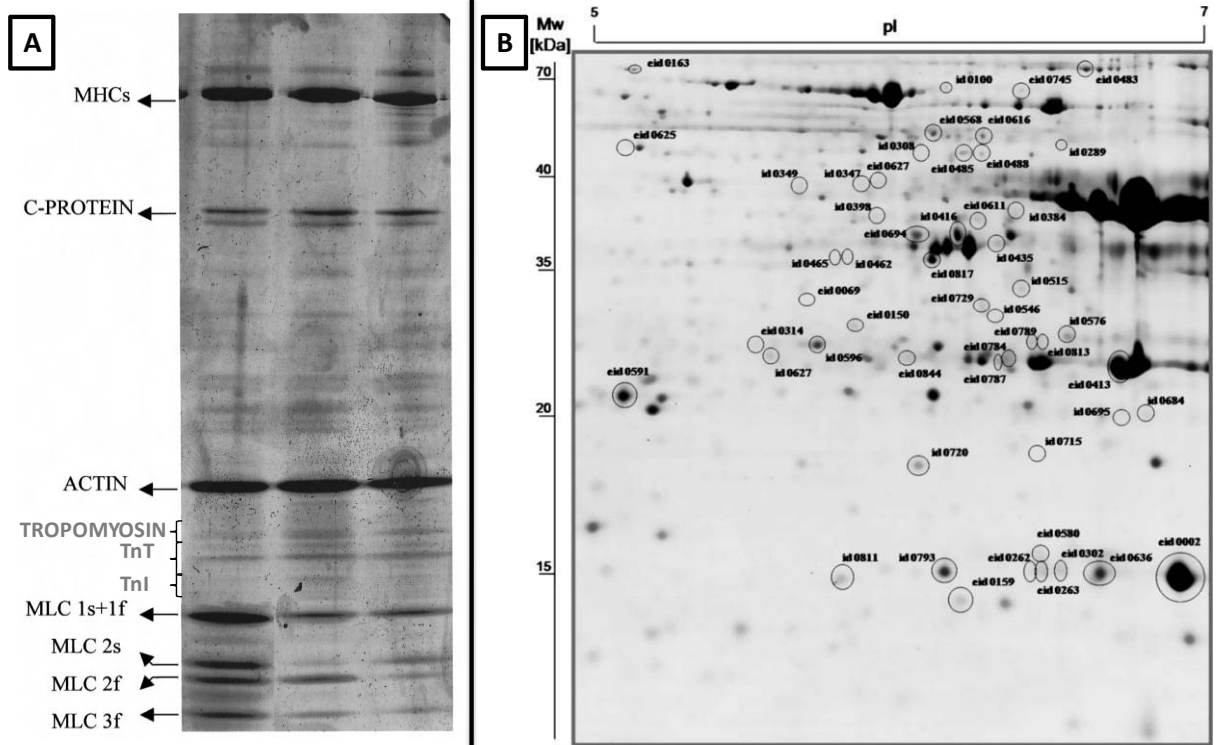 A
MHCs
C-PROTEIN
ACTIN
TROPOMYOSIN
TnT
TnI
MLC 1s+1f
MLC 2s
MLC 2f
MLC 3f
B
Mw
[kDa]
5
pI
7
70
40
35
20
15
eid 0163
id 0100
eid 0745
eid 0483
eid 0568
eid 0616
eid 0625
id 0308
eid 0485
eid 0488
id 0289
id 0349
id 0347
eid 0627
id 0398
id 0416
eid 0611
id 0384
eid 0694
id 0465
id 0462
eid 0817
id 0435
id 0515
eid 0069
eid 0729
id 0546
eid 0150
id 0576
eid 0314
eid 0789
id 0596
eid 0784
eid 0813
id 0627
eid 0844
eid 0787
eid 0413
eid 0591
id 0695
id 0684
id 0715
id 0720
eid 0580
eid 0002
id 0811
id 0793
eid 0262
eid 0302
eid 0636
eid 0159
eid 0263